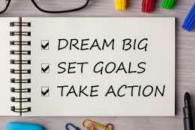 DREAM BIG
SET GOALS
TAKE ACTION